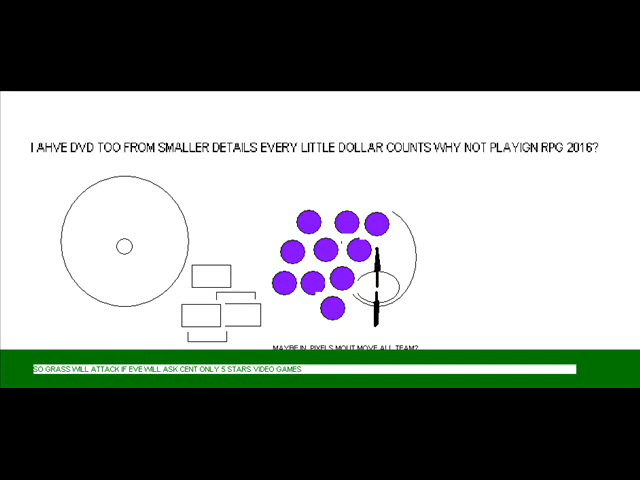 I AHVE DVD TOO FROM SMALLER DETAILS EVERY LITTLE DOLLAR COUNTS WHY NOT PLAYIGN RPG 2016?
MAYBE IN PIXELS MOUT MOVE ALL TEAM?
SO GRASS WILL ATTACK IF EVE WILL ASK CENT ONLY 5 STARS VIDEO GAMES